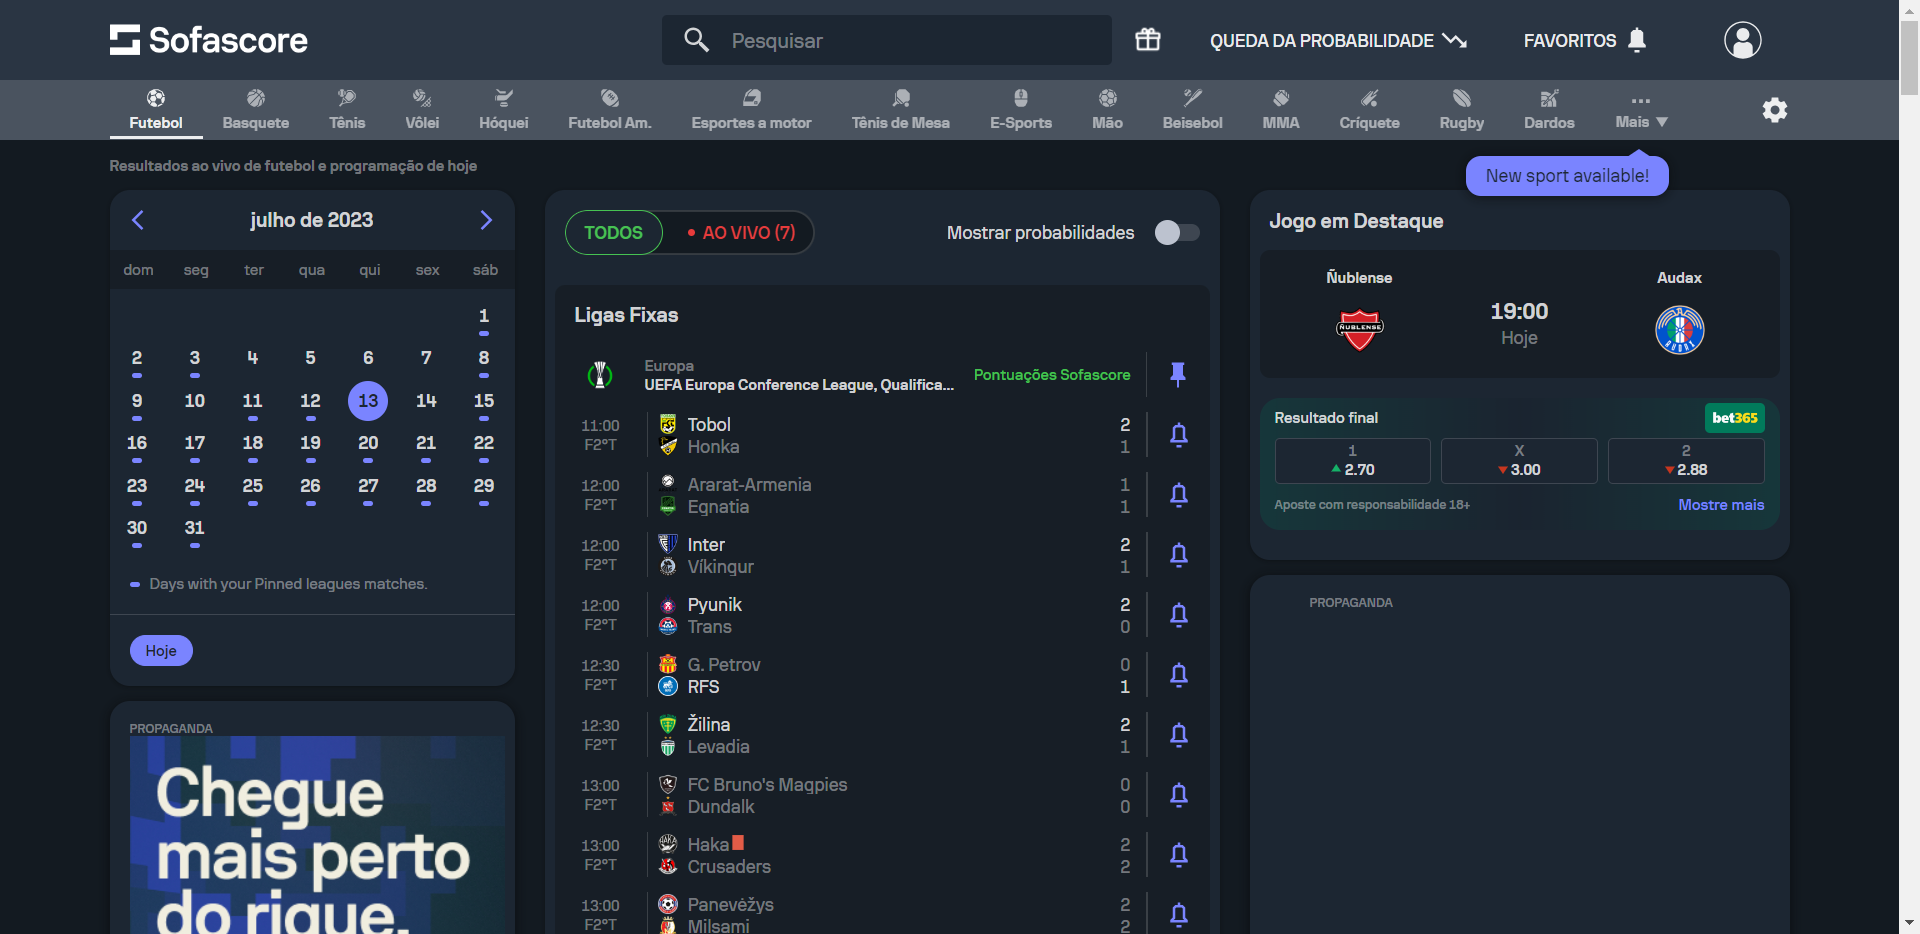 Sofascore
Pesquisar
QUEDA DA PROBABILIDADE
FAVORITOS
Futebol
Basquete
Tênis
Vôlei
Hóquei
Futebol Am.
Esportes a motor
Tênis de Mesa
E-Sports
Mão
Beisebol
MMA
Críquete
Rugby
Dardos
Mais ▼
Resultados ao vivo de futebol e programação de hoje
New sport available!
julho de 2023
dom seg ter qua qui sex sáb
1
2 3 4 5 6 7 8
9 10 11 12 13 14 15
16 17 18 19 20 21 22
23 24 25 26 27 28 29
30 31
Days with your Pinned leagues matches.
Hoje
PROPAGANDA
Chegue
mais perto
do rigue.
TODOS
AO VIVO (7)
Mostrar probabilidades
Ligas Fixas
Europa
UEFA Europa Conference League, Qualifica...
Pontuações Sofascore
11:00 Tobol 2
F2°T Honka 1
12:00 Ararat-Armenia 1
F2°T Egnatia 1
12:00 Inter 2
F2°T Víkingur 1
12:00 Pyunik 2
F2°T Trans 0
12:30 G. Petrov 0
F2°T RFS 1
12:30 Žilina 2
F2°T Levadia 1
13:00 FC Bruno's Magpies 0
F2°T Dundalk 0
13:00 Haka 2
F2°T Crusaders 2
13:00 Panevėžys 2
F2°T Milsami 2
Jogo em Destaque
Ñublense
Audax
ÑUBLENSE
AUDAX
19:00
Hoje
Resultado final
bet365
1 X 2
2.70 3.00 2.88
Aposte com responsabilidade 18+
Mostre mais
PROPAGANDA